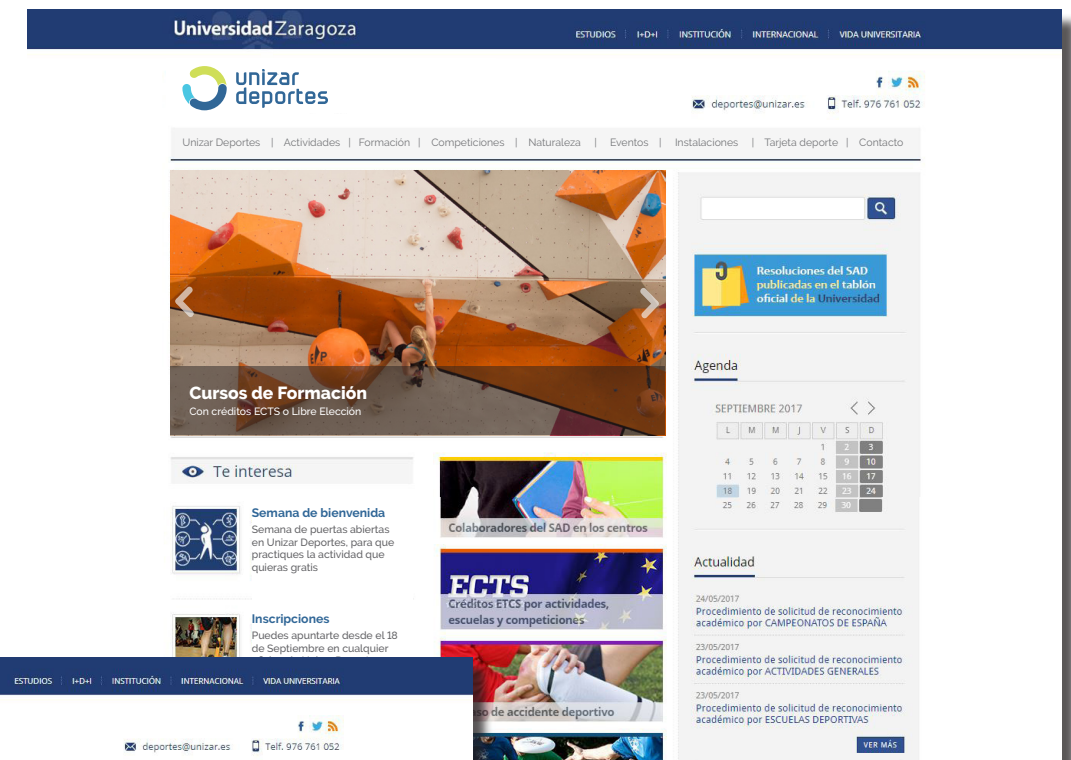 Universidad Zaragoza
ESTUDIOS | I+D+I | INSTITUCIÓN | INTERNACIONAL | VIDA UNIVERSITARIA
unizar
deportes
deportes@unizar.es Telf. 976 761 052
Unizar Deportes | Actividades | Formación | Competiciones | Naturaleza | Eventos | Instalaciones | Tarjeta deporte | Contacto
Cursos de Formación
Con créditos ECTS o Libre Elección
Te interesa
Semana de bienvenida
Semana de puertas abiertas
en Unizar Deportes, para que
practiques la actividad que
quieras gratis
Inscripciones
Puedes apuntarte desde el 18
de Septiembre en cualquier
Colaboradores del SAD en los centros
ECTS
Créditos ETCS por actividades,
escuelas y competiciones
de accidente deportivo
Resoluciones del SAD
publicadas en el tablón
oficial de la Universidad
Agenda
SEPTIEMBRE 2017
L M M J V S D
1 2 3
4 5 6 7 8 9 10
11 12 13 14 15 16 17
18 19 20 21 22 23 24
25 26 27 28 29 30
Actualidad
24/05/2017
Procedimiento de solicitud de reconocimiento
académico por CAMPEONATOS DE ESPAÑA
23/05/2017
Procedimiento de solicitud de reconocimiento
académico por ACTIVIDADES GENERALES
23/05/2017
Procedimiento de solicitud de reconocimiento
académico por ESCUELAS DEPORTIVAS
VER MÁS
ESTUDIOS | I+D+I | INSTITUCIÓN | INTERNACIONAL | VIDA UNIVERSITARIA
deportes@unizar.es Telf. 976 761 052